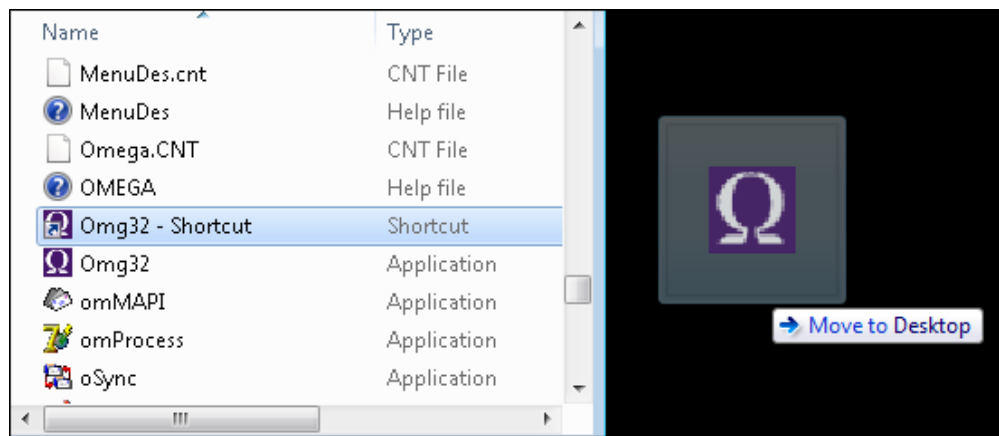 Name Type
MenuDes.cnt CNT File
MenuDes Help file
Omega.CNT CNT File
OMEGA Help file
Omg32 - Shortcut Shortcut
Omg32 Application
omMAPI Application
omProcess Application
oSync Application
Ω
Move to Desktop